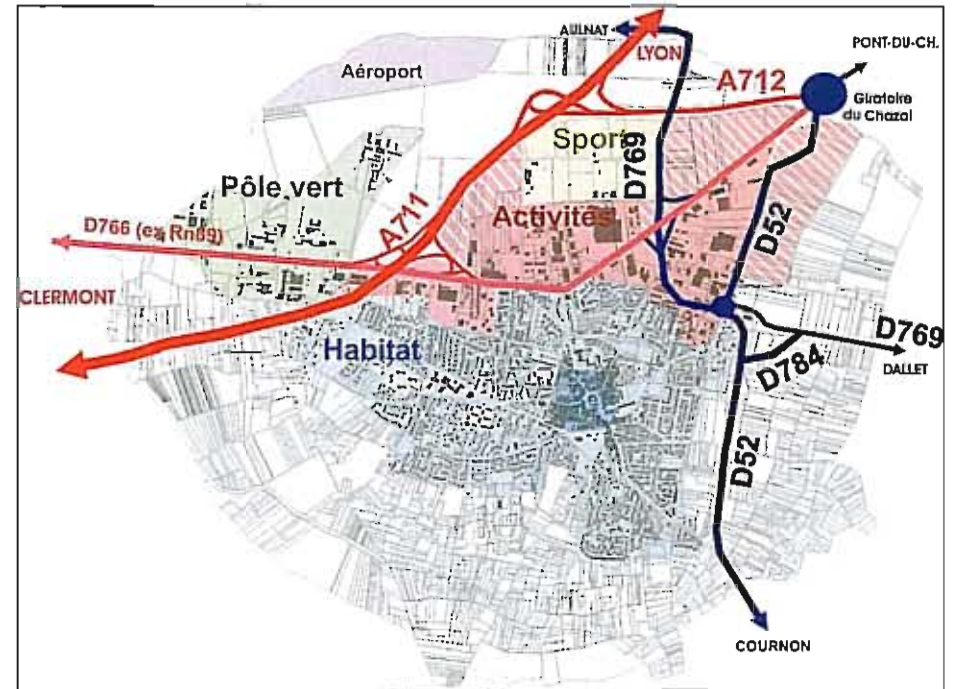 AULNAT
LYON
PONT-DU-CH.
Aéroport
A712
Giratoire
du Chazal
Sport
D769
Pôle vert
A711
Activités
D52
D766 (ex Rn89)
CLERMONT
Habitat
D769
DALLET
D784
D52
COURNON